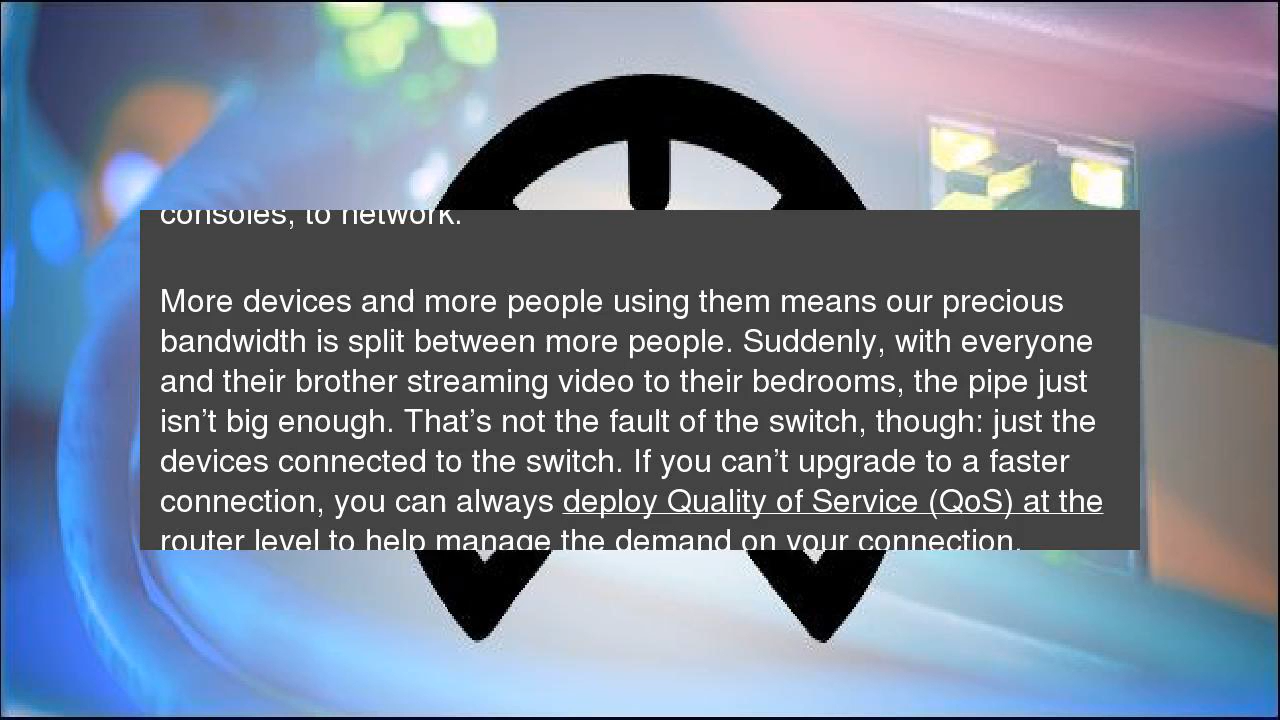 consoles, to network.
More devices and more people using them means our precious
bandwidth is split between more people. Suddenly, with everyone
and their brother streaming video to their bedrooms, the pipe just
isn’t big enough. That’s not the fault of the switch, though: just the
devices connected to the switch. If you can’t upgrade to a faster
connection, you can always deploy Quality of Service (QoS) at the
router level to help manage the demand on your connection.